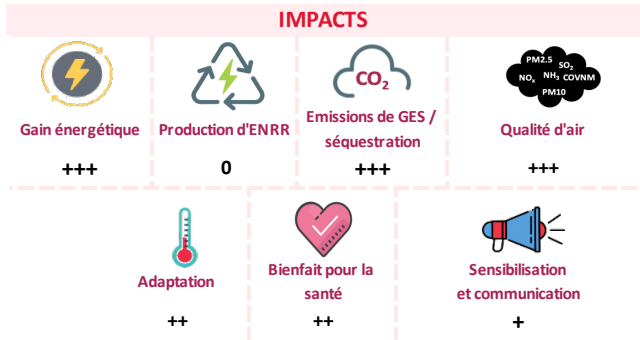 IMPACTS
CO₂
PM2.5
SO₂
NOₓ
NH₃
COVNM
PM10
Gain énergétique
Production d'ENRR
Emissions de GES /
séquestration
Qualité d'air
+++
0
+++
+++
Adaptation
Bienfait pour la
santé
Sensibilisation
et communication
++
++
+